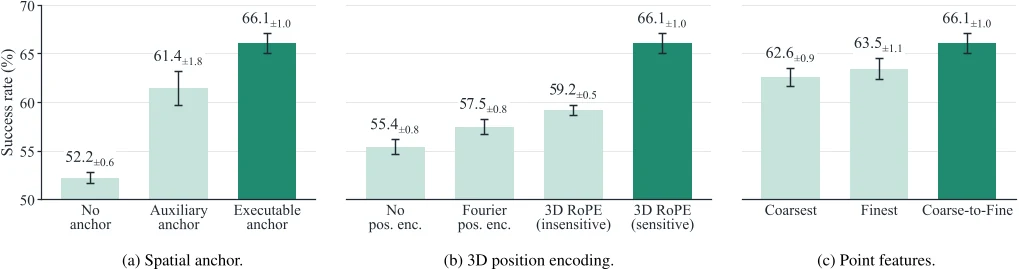 Success rate (%)
70
65
60
55
50
52.2±0.6
61.4±1.8
66.1±1.0
No
anchor
Auxiliary
anchor
Executable
anchor
(a) Spatial anchor.
55.4±0.8
57.5±0.8
59.2±0.5
66.1±1.0
No
pos. enc.
Fourier
pos. enc.
3D RoPE
(insensitive)
3D RoPE
(sensitive)
(b) 3D position encoding.
62.6±0.9
63.5±1.1
66.1±1.0
Coarsest
Finest
Coarse-to-Fine
(c) Point features.